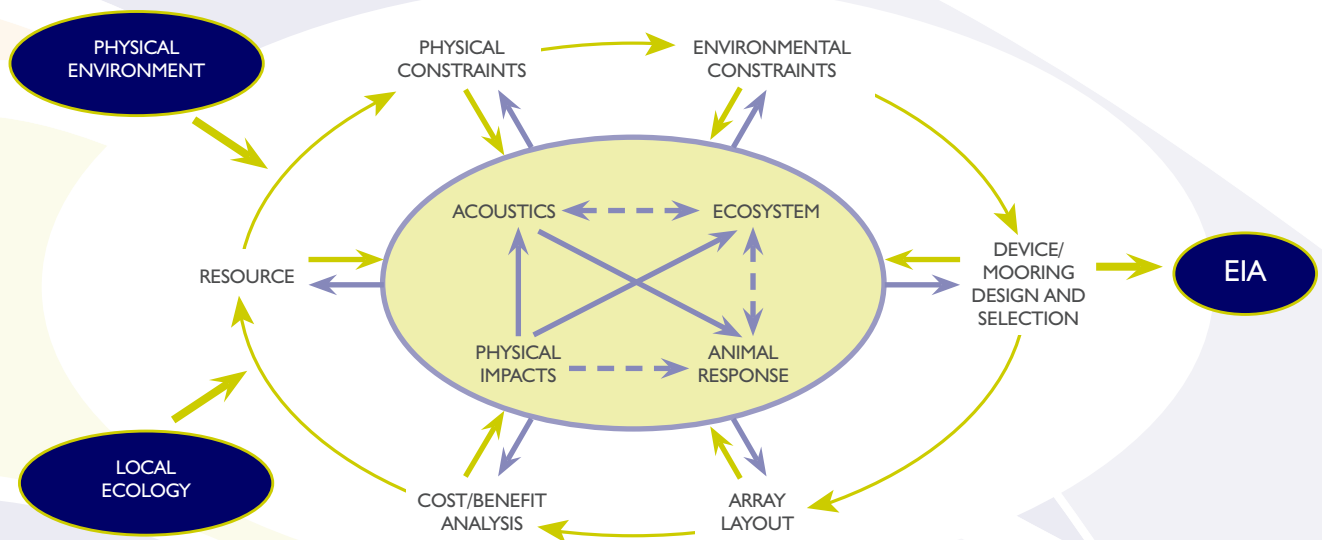 PHYSICAL
ENVIRONMENT
PHYSICAL
CONSTRAINTS
ENVIRONMENTAL
CONSTRAINTS
ACOUSTICS
ECOSYSTEM
RESOURCE
DEVICE/
MOORING
DESIGN AND
SELECTION
EIA
PHYSICAL
IMPACTS
ANIMAL
RESPONSE
LOCAL
ECOLOGY
COST/BENEFIT
ANALYSIS
ARRAY
LAYOUT